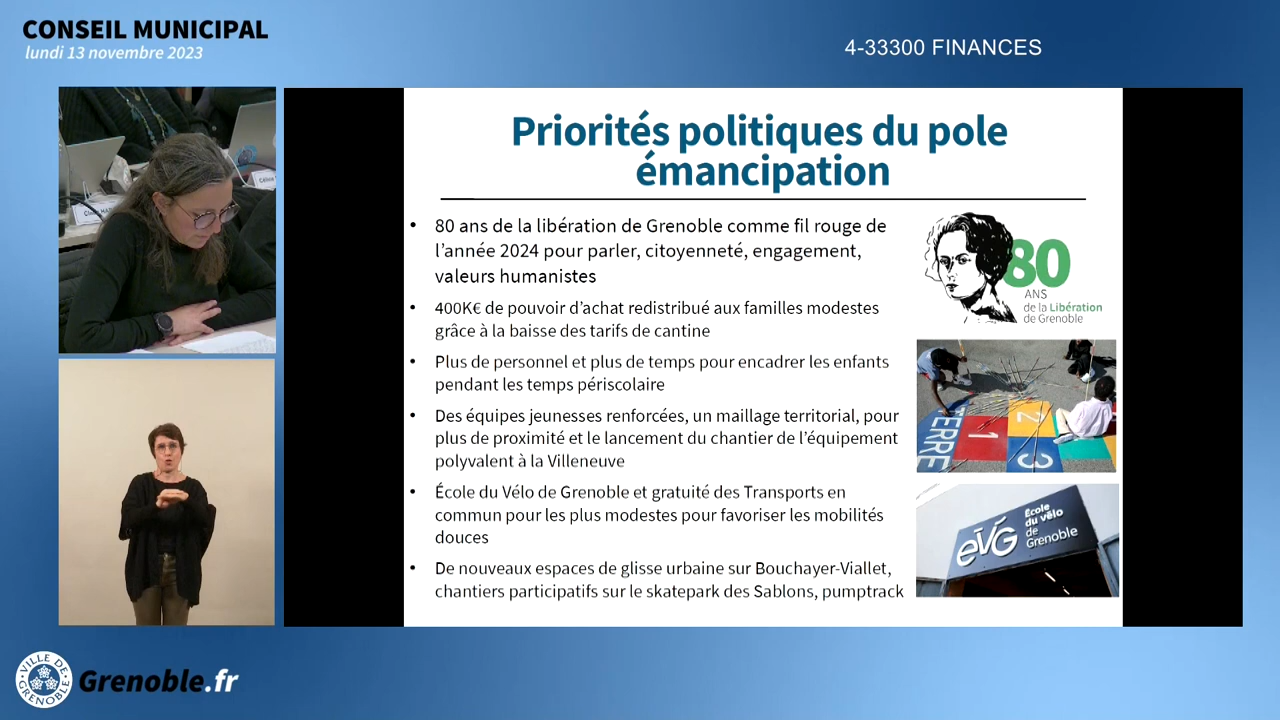 CONSEIL MUNICIPAL
lundi 13 novembre 2023
4-33300 FINANCES
Priorités politiques du pole
émancipation
• 80 ans de la libération de Grenoble comme fil rouge de
l'année 2024 pour parler, citoyenneté, engagement,
valeurs humanistes
• 400K€ de pouvoir d'achat redistribué aux familles modestes
grâce à la baisse des tarifs de cantine
• Plus de personnel et plus de temps pour encadrer les enfants
pendant les temps périscolaire
• Des équipes jeunesses renforcées, un maillage territorial, pour
plus de proximité et le lancement du chantier de l'équipement
polyvalent à la Villeneuve
• École du Vélo de Grenoble et gratuité des Transports en
commun pour les plus modestes pour favoriser les mobilités
douces
• De nouveaux espaces de glisse urbaine sur Bouchayer-Viallet,
chantiers participatifs sur le skatepark des Sablons, pumptrack
80
ANS
de la Libération
de Grenoble
TERRE
1
2
3
eVG
École
du vélo
de
Grenoble
VILLE DE
GRENOBLE
Grenoble.fr